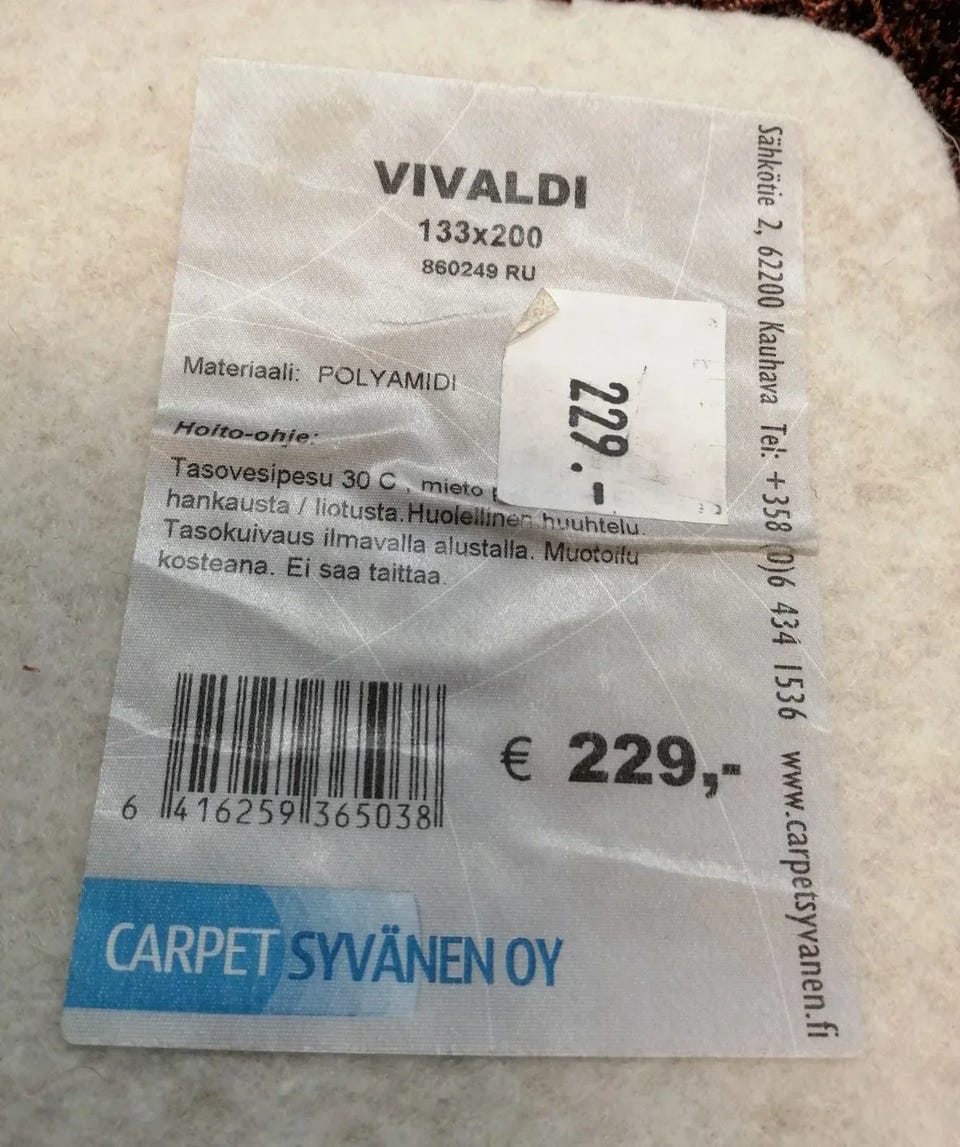 VIVALDI
133x200
860249 RU
229.-
Materiaali: POLYAMIDI
Hoito-ohje:
Tasovesipesu 30 C , mieto
hankausta / liotusta.Huolellinen huuhtelu.
Tasokuivaus ilmavalla alustalla. Muotoilu
kosteana. Ei saa taittaa.
€ 229,-
6 416259 365038
CARPET SYVÄNEN OY
Sähkötie 2, 62200 Kauhava Tel: +358 (0)6 434 1536 www.carpetsyvanen.fi